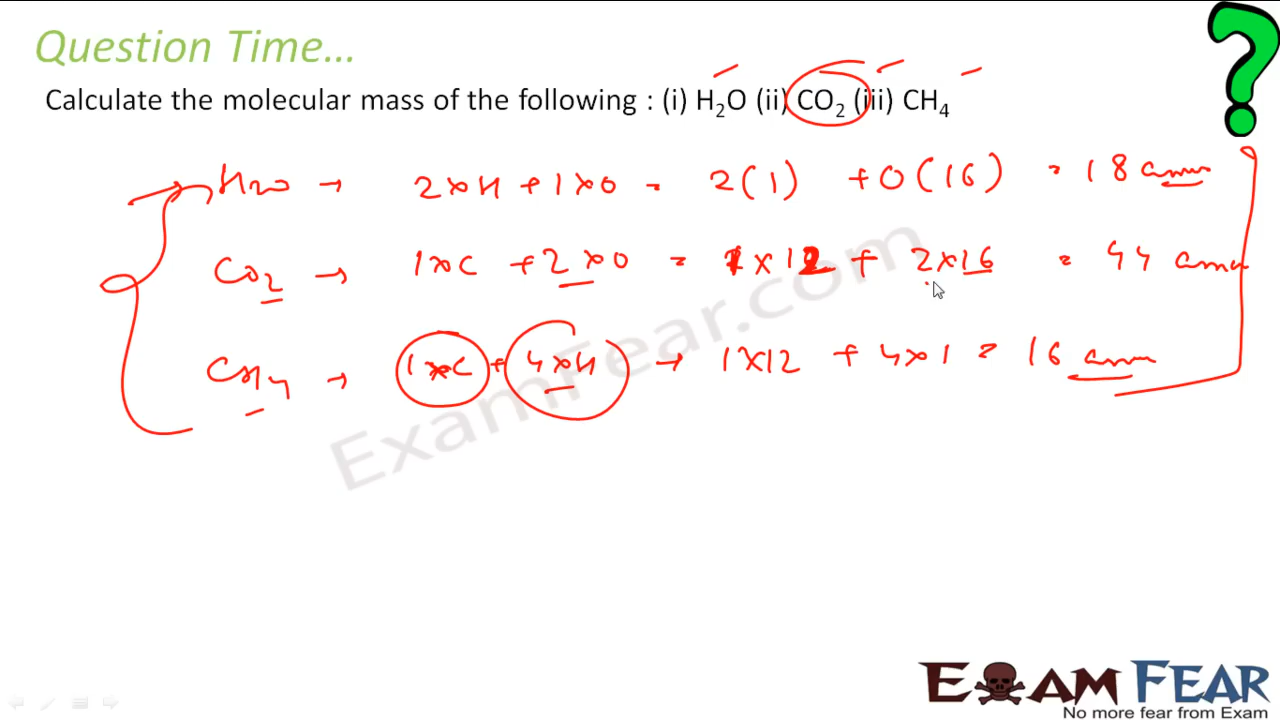 Question Time...
Calculate the molecular mass of the following : (i) H₂O (ii) CO₂ (iii) CH₄
H₂O → 2×H + 1×O = 2(1) + O(16) = 18 amu
CO₂ → 1×C + 2×O = 1×12 + 2×16 = 44 amu
CH₄ → 1×C + 4×H → 1×12 + 4×1 = 16 amu
ExamFear.com
EXAM FEAR
No more fear from Exam